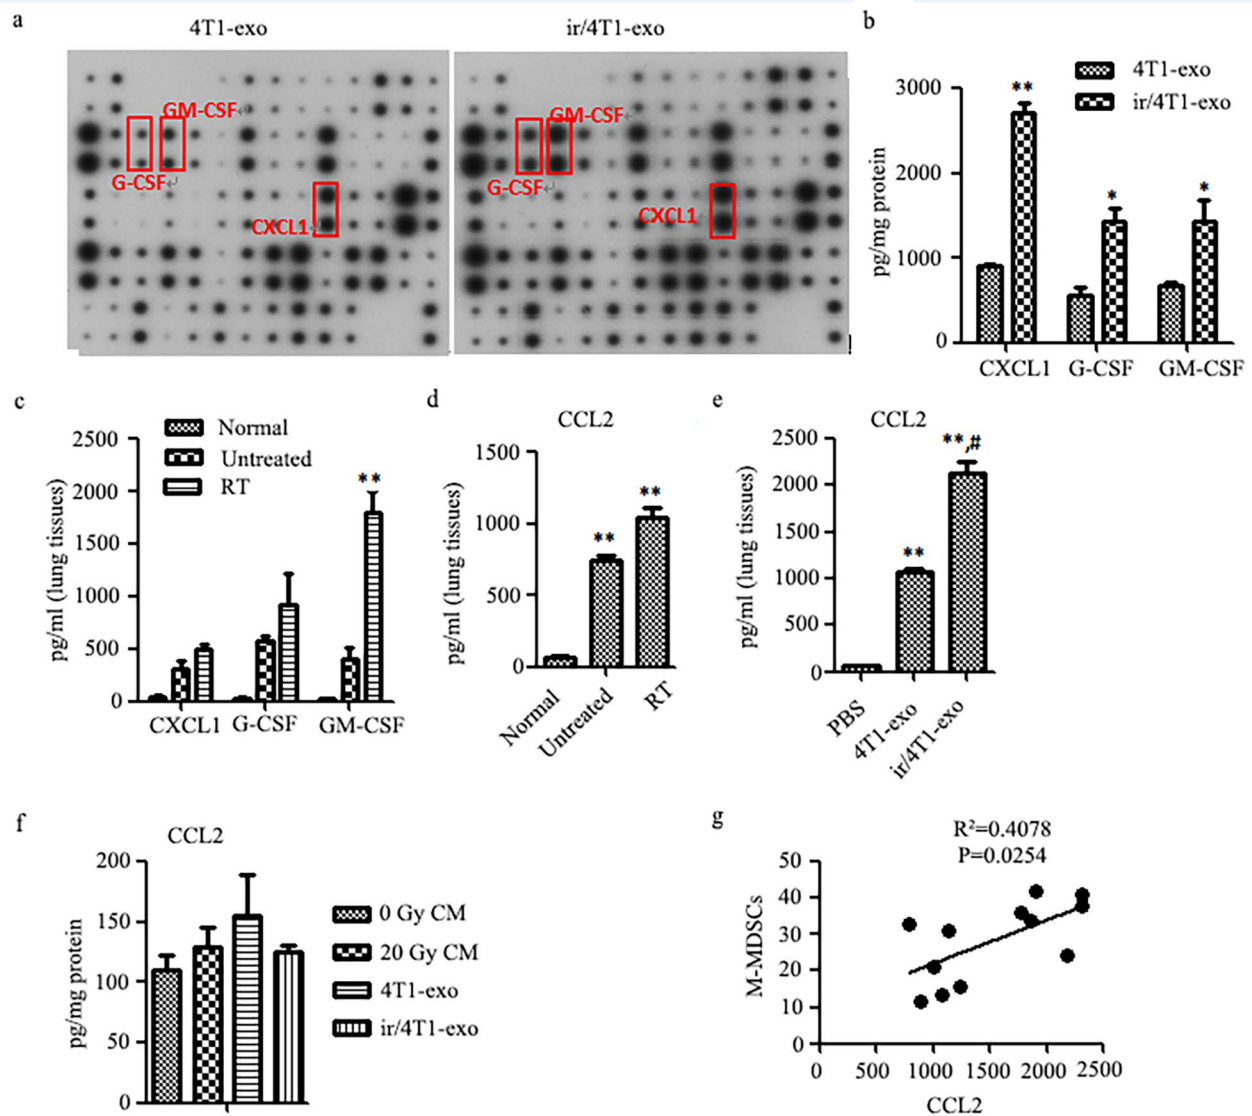 a
4T1-exo
ir/4T1-exo
GM-CSF
G-CSF
CXCL1
GM-CSF
G-CSF
CXCL1
b
4T1-exo
ir/4T1-exo
pg/mg protein
3000
2000
1000
0
**
*
*
CXCL1 G-CSF GM-CSF
c
Normal
Untreated
RT
pg/ml (lung tissues)
2500
2000
1500
1000
500
0
**
CXCL1 G-CSF GM-CSF
d
CCL2
pg/ml (lung tissues)
1500
1000
500
0
**
**
Normal
Untreated
RT
e
CCL2
pg/ml (lung tissues)
2500
2000
1500
1000
500
0
**
**,#
PBS
4T1-exo
ir/4T1-exo
f
CCL2
pg/mg protein
200
150
100
50
0
0 Gy CM
20 Gy CM
4T1-exo
ir/4T1-exo
g
R²=0.4078
P=0.0254
M-MDSCs
50
40
30
20
10
0
0 500 1000 1500 2000 2500
CCL2